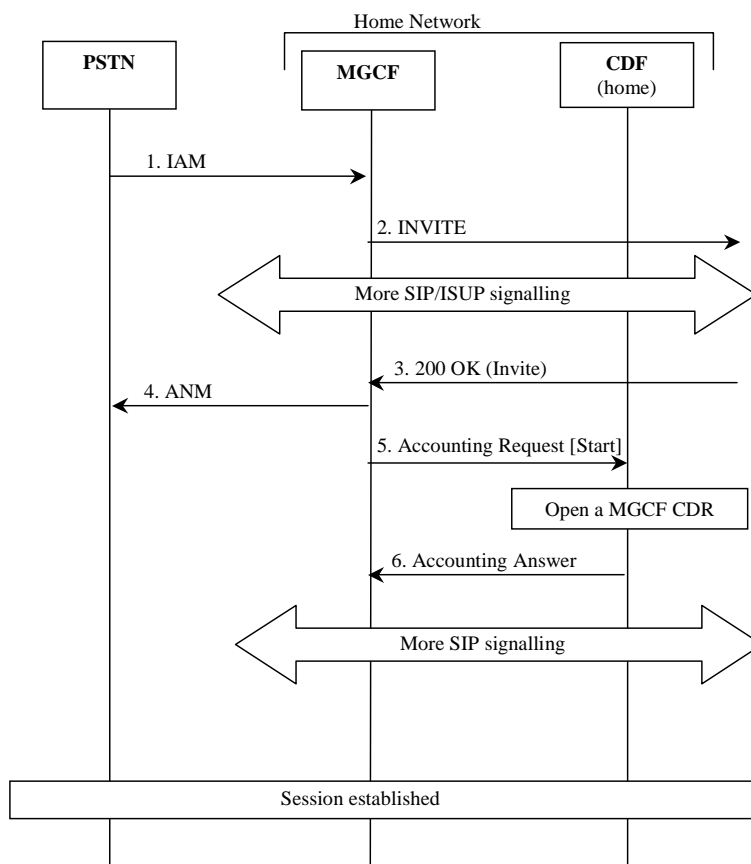 Home Network
PSTN
MGCF
CDF
(home)
1. IAM
2. INVITE
More SIP/ISUP signalling
3. 200 OK (Invite)
4. ANM
5. Accounting Request [Start]
Open a MGCF CDR
6. Accounting Answer
More SIP signalling
Session established